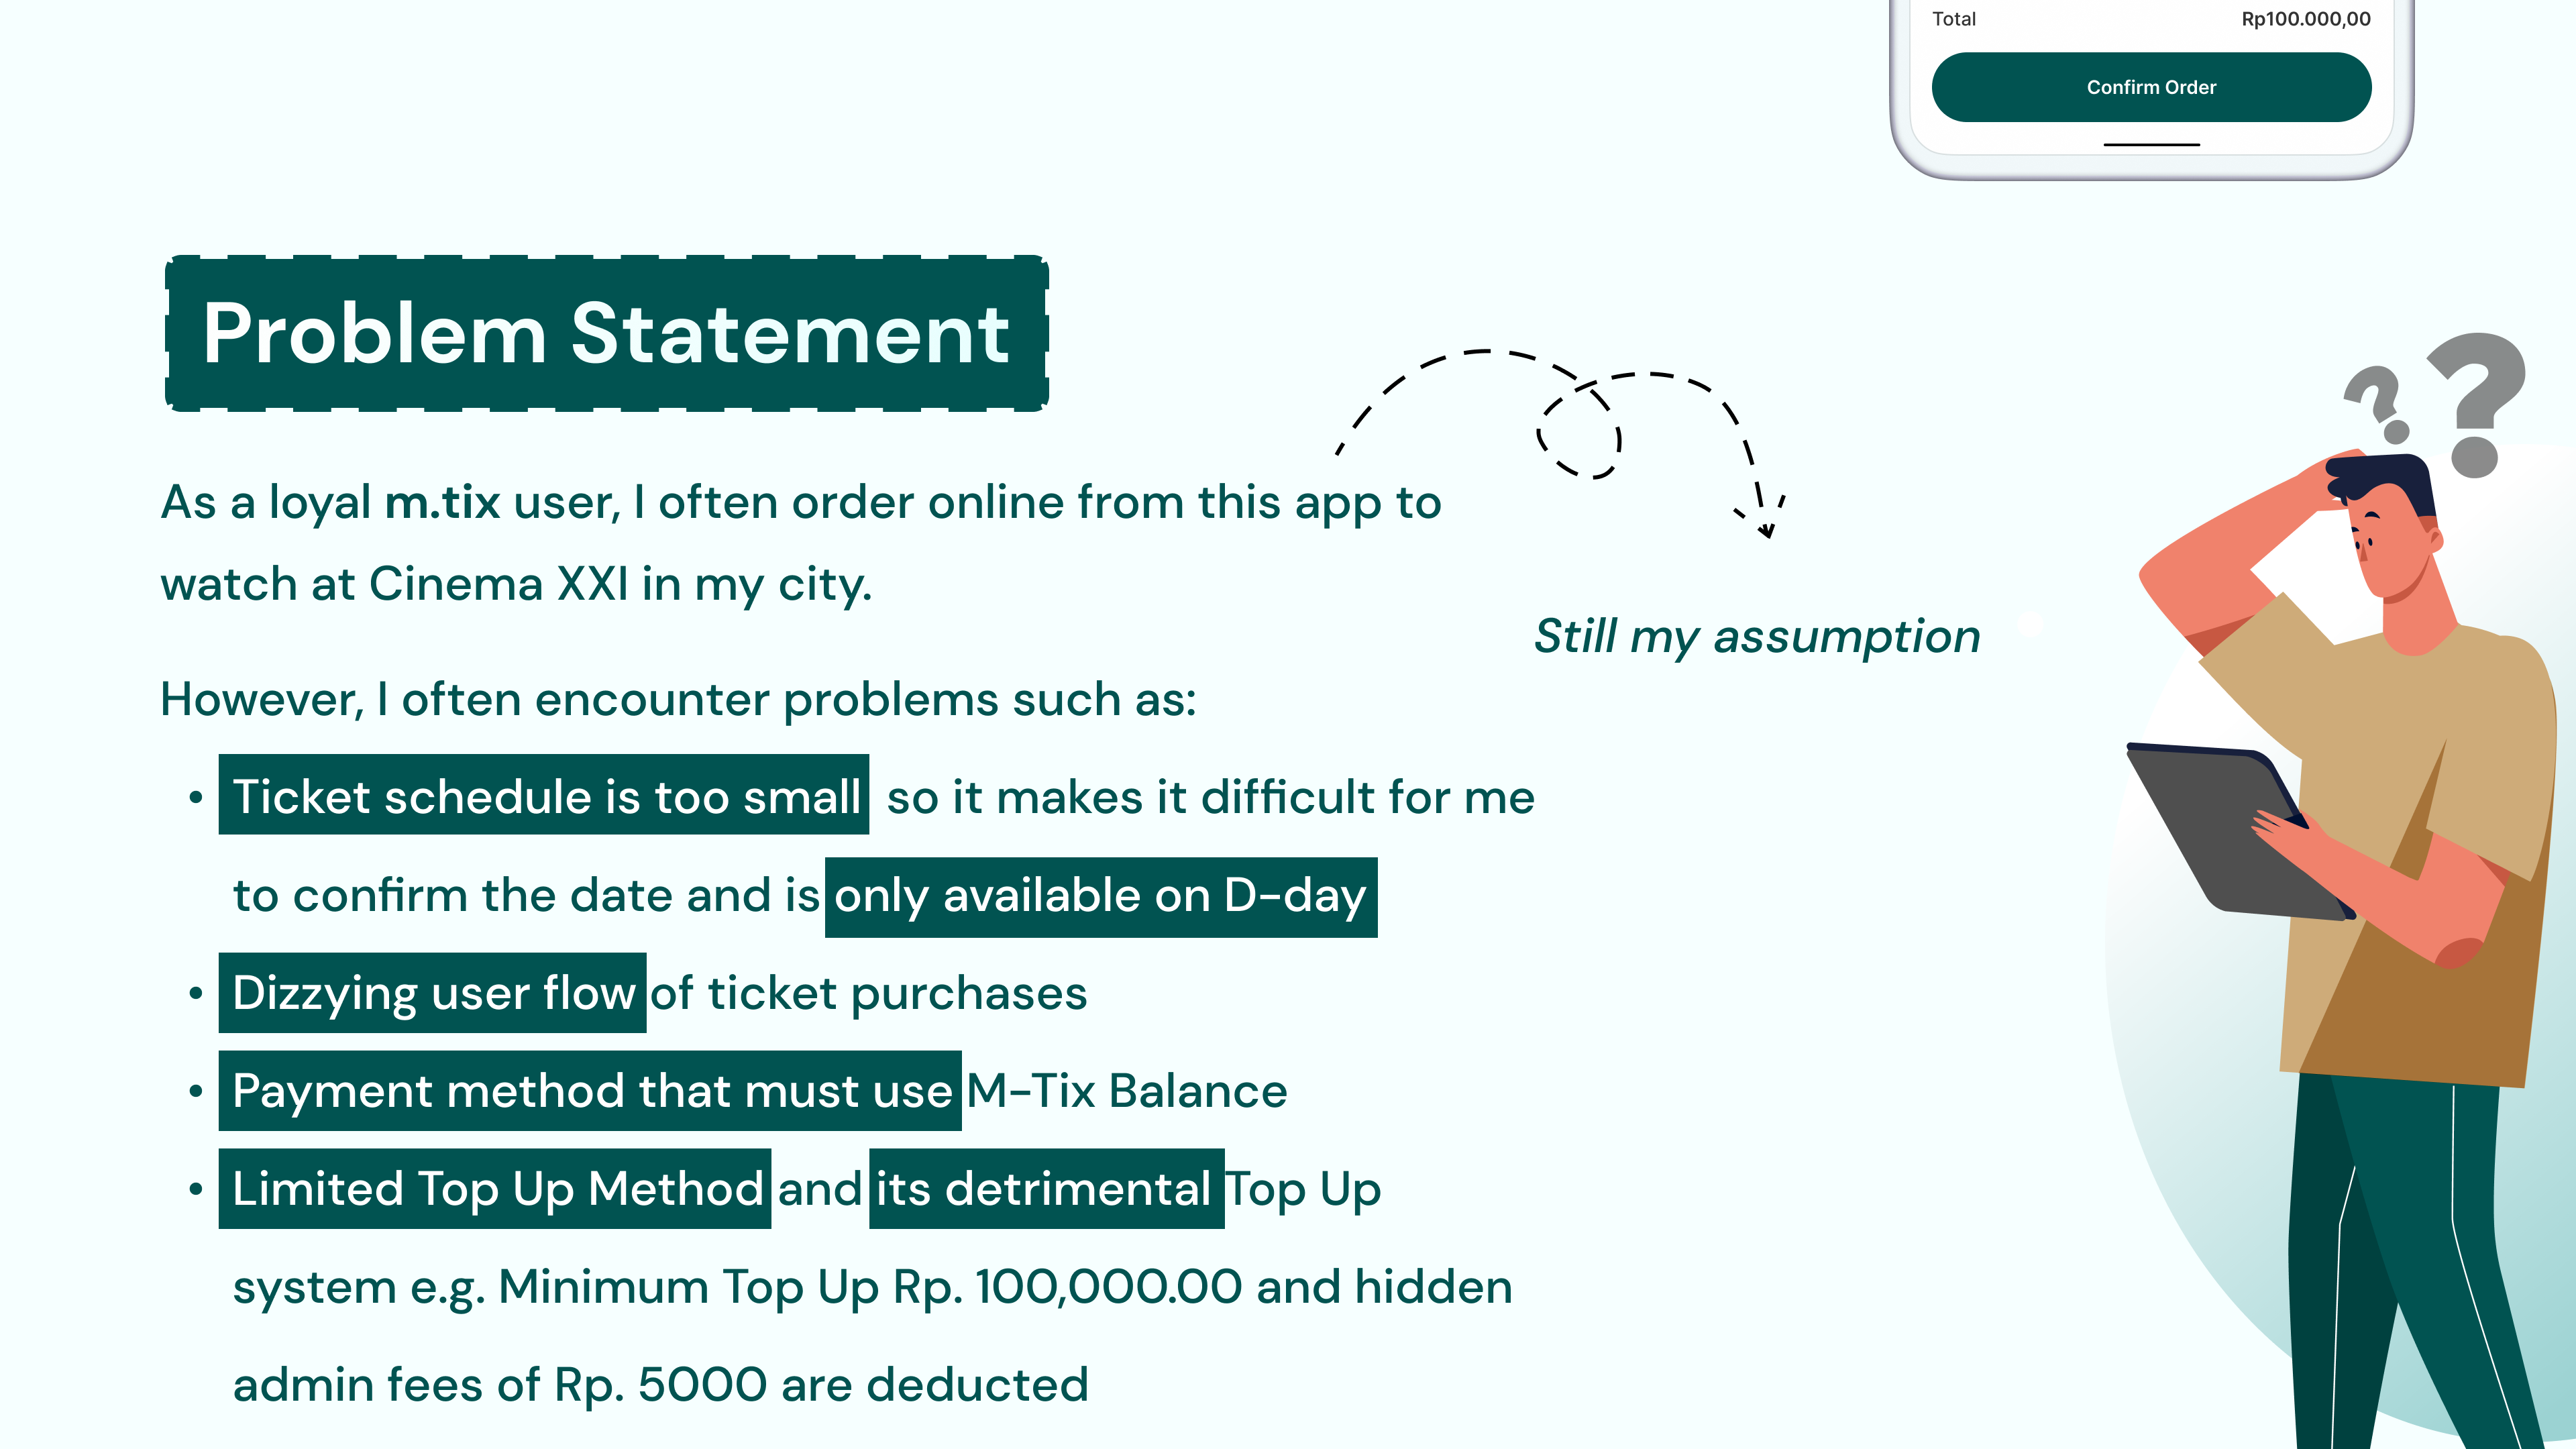 Total Rp100.000,00
Confirm Order
Problem Statement
As a loyal m.tix user, I often order online from this app to
watch at Cinema XXI in my city.
Still my assumption
However, I often encounter problems such as:
• Ticket schedule is too small so it makes it difficult for me
to confirm the date and is only available on D-day
• Dizzying user flow of ticket purchases
• Payment method that must use M-Tix Balance
• Limited Top Up Method and its detrimental Top Up
system e.g. Minimum Top Up Rp. 100,000.00 and hidden
admin fees of Rp. 5000 are deducted
? ?